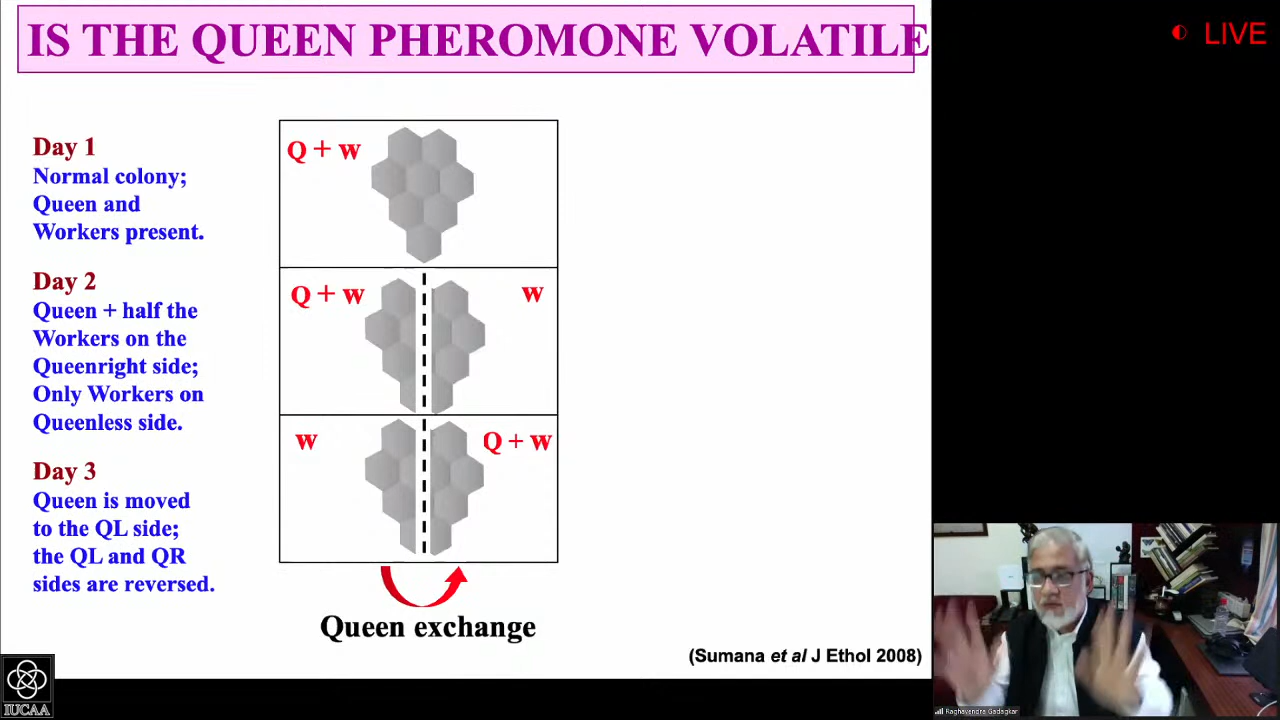 IS THE QUEEN PHEROMONE VOLATILE
LIVE
Day 1
Normal colony;
Queen and
Workers present.
Q + w
Day 2
Queen + half the
Workers on the
Queenright side;
Only Workers on
Queenless side.
Q + w
w
Day 3
Queen is moved
to the QL side;
the QL and QR
sides are reversed.
w
Q + w
Queen exchange
(Sumana et al J Ethol 2008)
IUCAA
Raghavendra Gadagkar